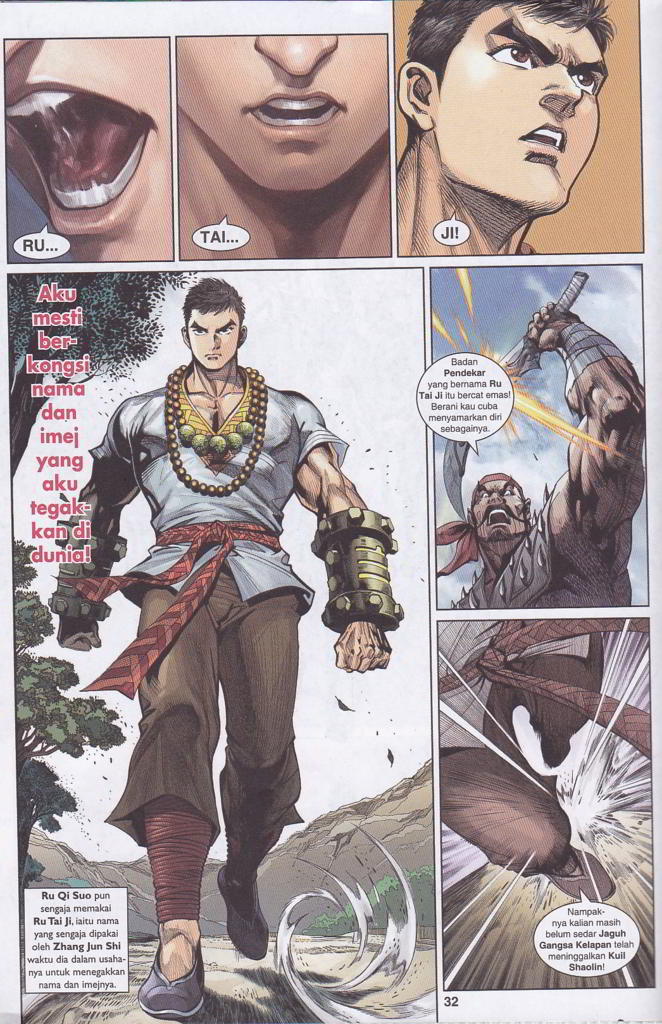 RU...
TAI...
JI!
Aku
mesti
ber-
kongsi
nama
dan
imej
yang
aku
tegak-
kan di
dunia!
Badan
Pendekar
yang bernama Ru
Tai Ji itu bercat emas!
Berani kau cuba
menyamarkan diri
sebagainya.
Ru Qi Suo pun
sengaja memakai
Ru Tai Ji, iaitu nama
yang sengaja dipakai
oleh Zhang Jun Shi
waktu dia dalam usaha-
nya untuk menegakkan
nama dan imejnya.
Nampak-
nya kalian masih
belum sedar Jaguh
Gangsa Kelapan telah
meninggalkan Kuil
Shaolin!
32